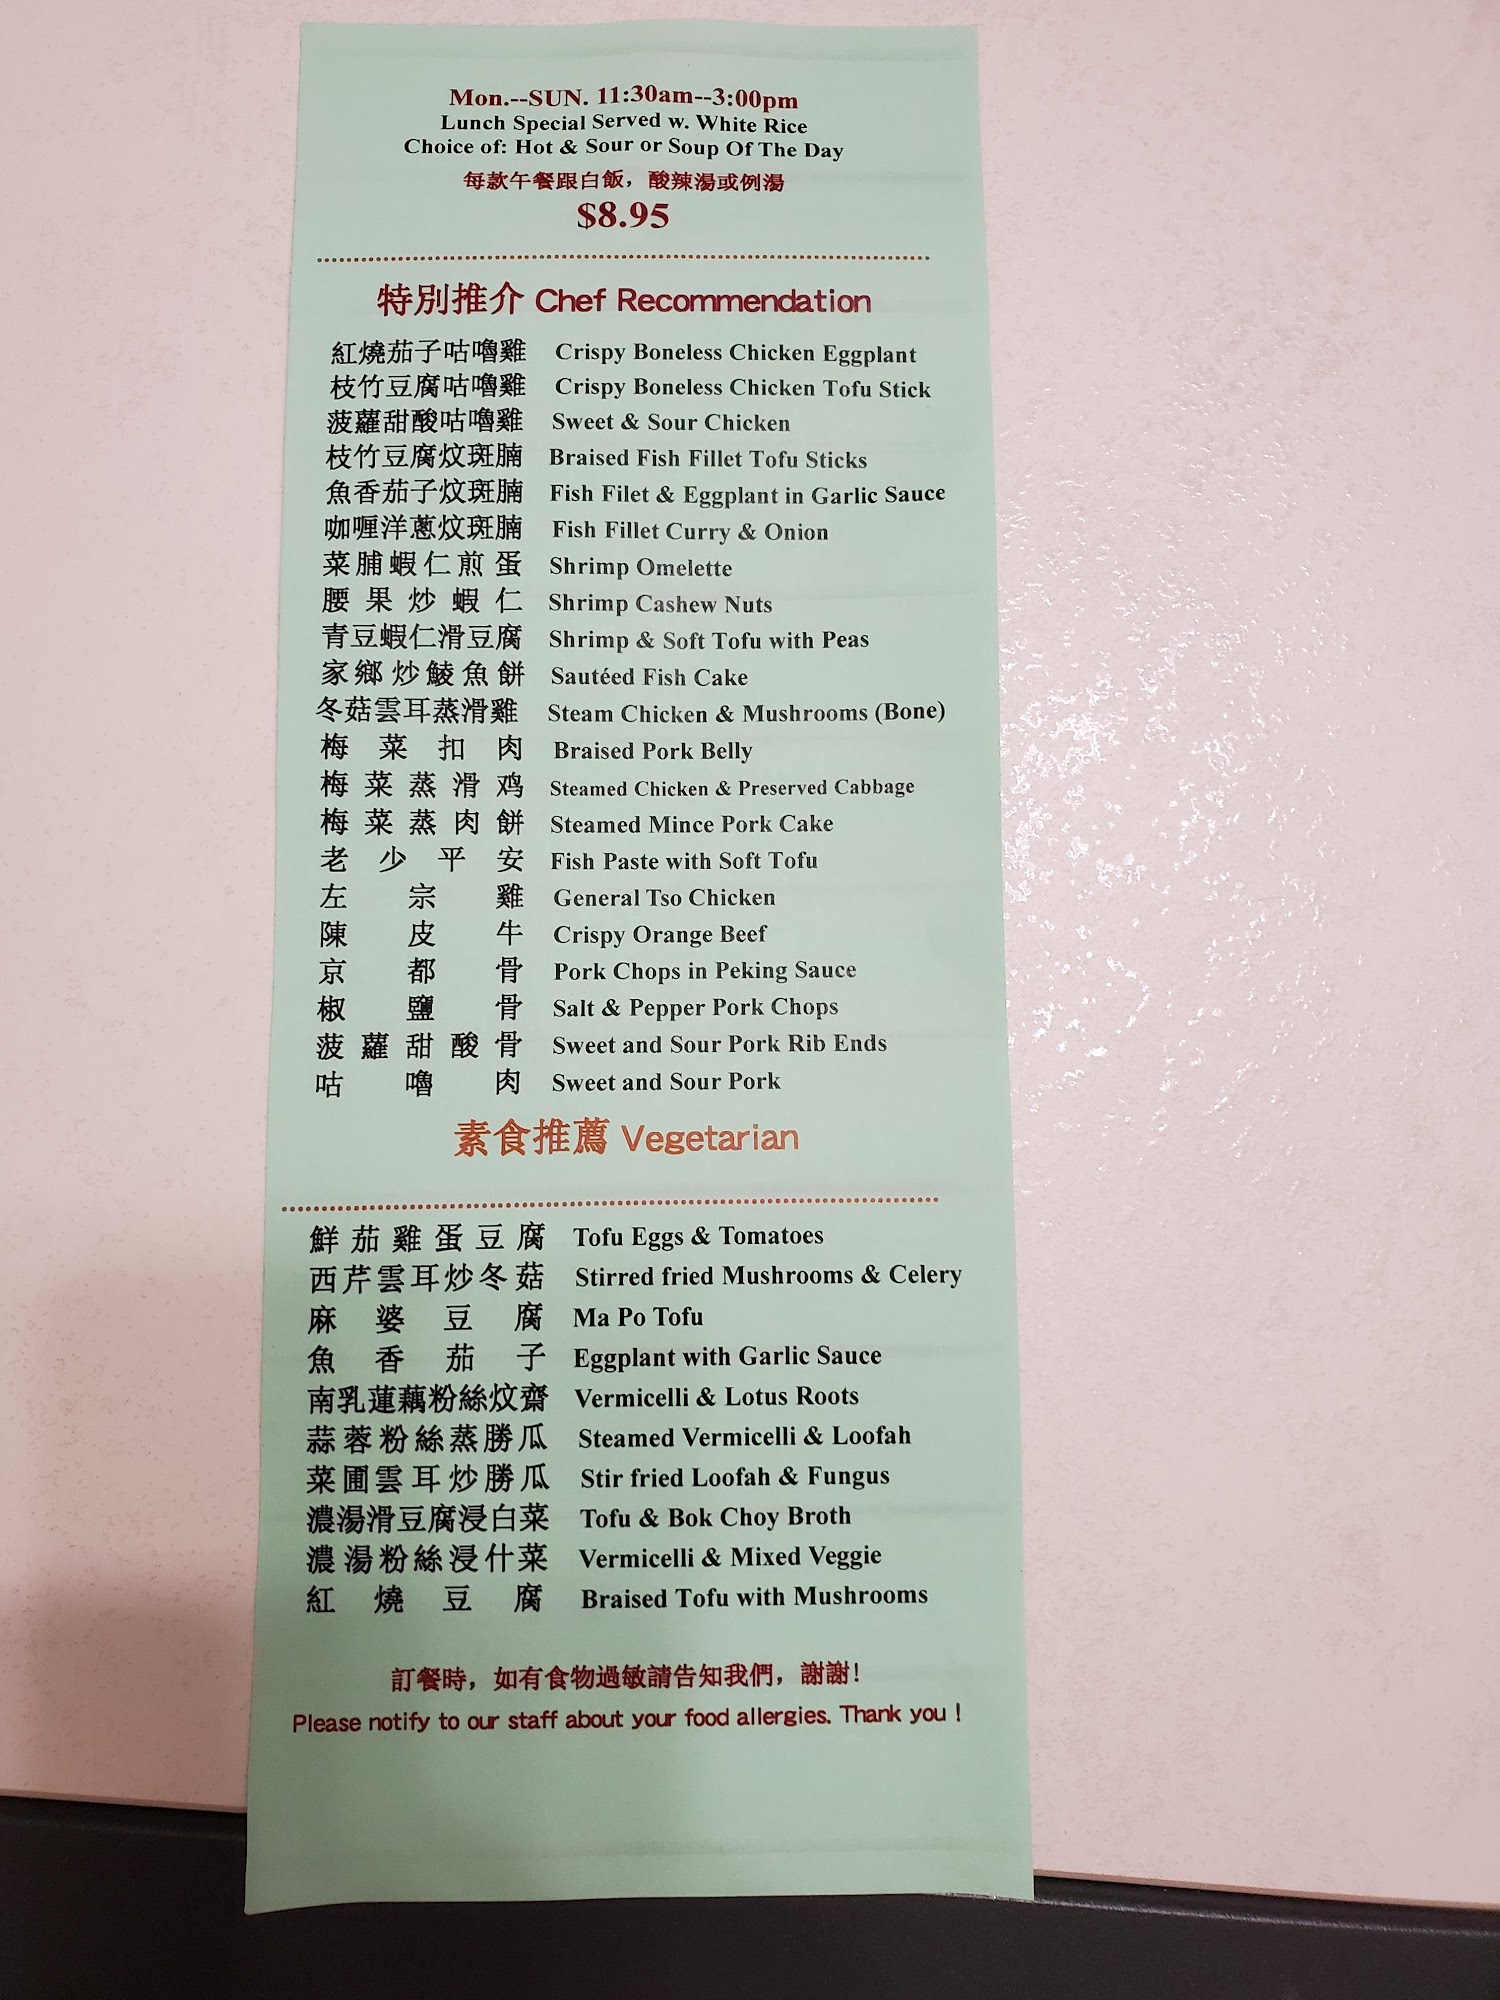 Mon.--SUN. 11:30am--3:00pm
Lunch Special Served w. White Rice
Choice of: Hot & Sour or Soup Of The Day
每款午餐跟白飯，酸辣湯或例湯
$8.95
特別推介 Chef Recommendation
紅燒茄子咕嚕雞 Crispy Boneless Chicken Eggplant
枝竹豆腐咕嚕雞 Crispy Boneless Chicken Tofu Stick
菠蘿甜酸咕嚕雞 Sweet & Sour Chicken
枝竹豆腐炆斑腩 Braised Fish Fillet Tofu Sticks
魚香茄子炆斑腩 Fish Filet & Eggplant in Garlic Sauce
咖喱洋蔥炆斑腩 Fish Fillet Curry & Onion
菜脯蝦仁煎蛋 Shrimp Omelette
腰果炒蝦仁 Shrimp Cashew Nuts
青豆蝦仁滑豆腐 Shrimp & Soft Tofu with Peas
家鄉炒鯪魚餅 Sautéed Fish Cake
冬菇雲耳蒸滑雞 Steam Chicken & Mushrooms (Bone)
梅菜扣肉 Braised Pork Belly
梅菜蒸滑鸡 Steamed Chicken & Preserved Cabbage
梅菜蒸肉餅 Steamed Mince Pork Cake
老少平安 Fish Paste with Soft Tofu
左宗雞 General Tso Chicken
陳皮牛 Crispy Orange Beef
京都骨 Pork Chops in Peking Sauce
椒鹽骨 Salt & Pepper Pork Chops
菠蘿甜酸骨 Sweet and Sour Pork Rib Ends
咕嚕肉 Sweet and Sour Pork
素食推薦 Vegetarian
鮮茄雞蛋豆腐 Tofu Eggs & Tomatoes
西芹雲耳炒冬菇 Stirred fried Mushrooms & Celery
麻婆豆腐 Ma Po Tofu
魚香茄子 Eggplant with Garlic Sauce
南乳蓮藕粉絲炆齋 Vermicelli & Lotus Roots
蒜蓉粉絲蒸勝瓜 Steamed Vermicelli & Loofah
菜圃雲耳炒勝瓜 Stir fried Loofah & Fungus
濃湯滑豆腐浸白菜 Tofu & Bok Choy Broth
濃湯粉絲浸什菜 Vermicelli & Mixed Veggie
紅燒豆腐 Braised Tofu with Mushrooms
訂餐時，如有食物過敏請告知我們，謝謝！
Please notify to our staff about your food allergies. Thank you !